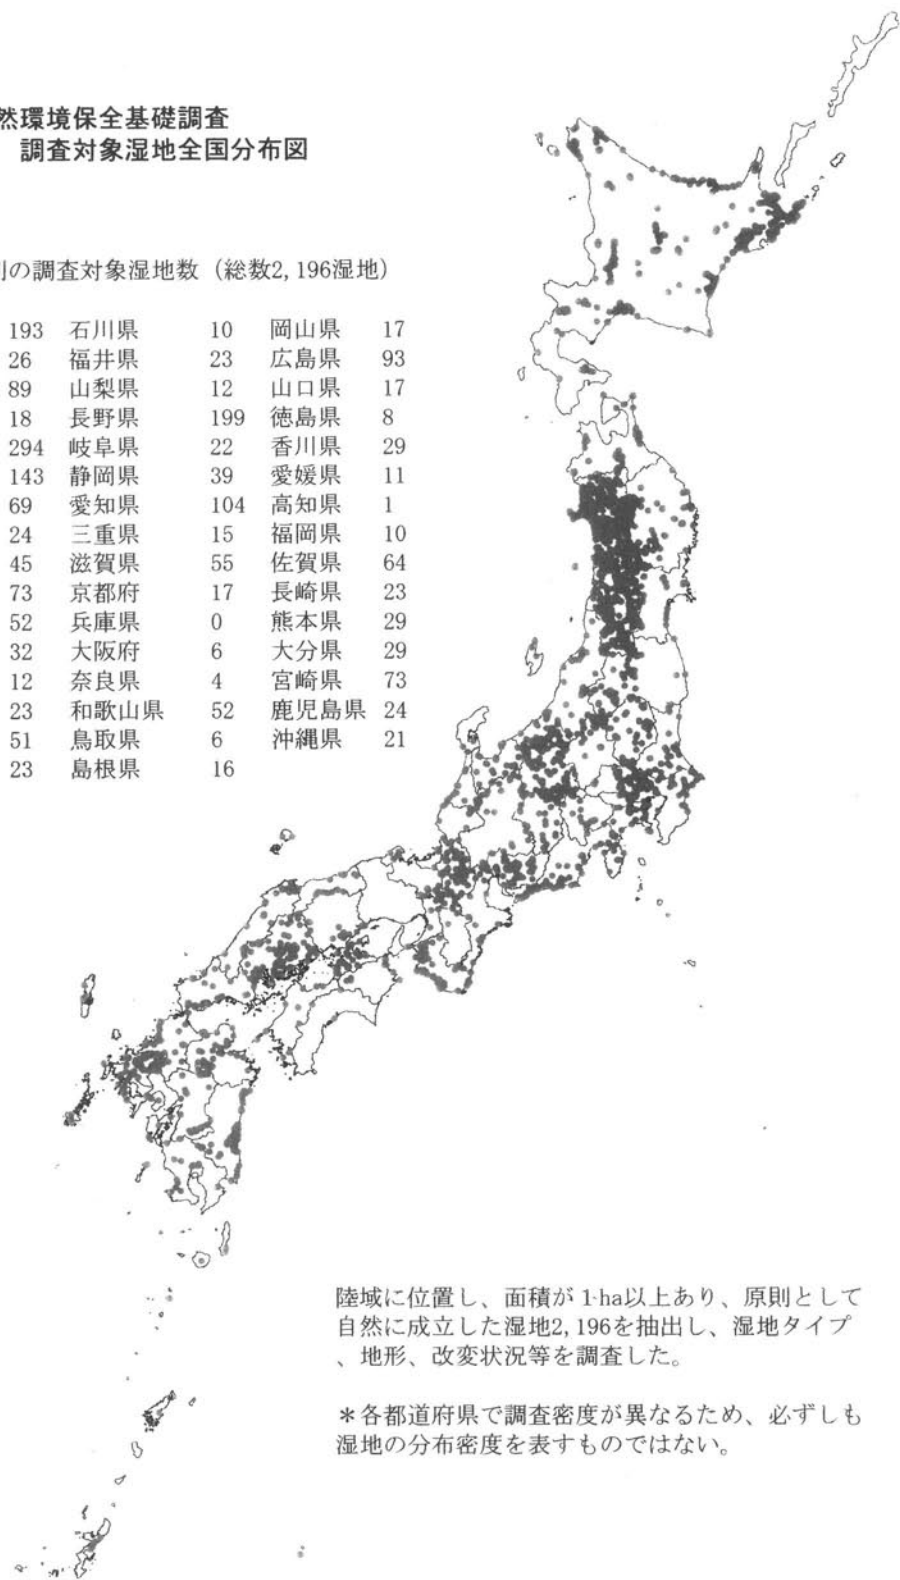 然環境保全基礎調査
調査対象湿地全国分布図
別の調査対象湿地数（総数2,196湿地）
193 石川県 10 岡山県 17
26 福井県 23 広島県 93
89 山梨県 12 山口県 17
18 長野県 199 徳島県 8
294 岐阜県 22 香川県 29
143 静岡県 39 愛媛県 11
69 愛知県 104 高知県 1
24 三重県 15 福岡県 10
45 滋賀県 55 佐賀県 64
73 京都府 17 長崎県 23
52 兵庫県 0 熊本県 29
32 大阪府 6 大分県 29
12 奈良県 4 宮崎県 73
23 和歌山県 52 鹿児島県 24
51 鳥取県 6 沖縄県 21
23 島根県 16
陸域に位置し、面積が1ha以上あり、原則として
自然に成立した湿地2,196を抽出し、湿地タイプ
、地形、改変状況等を調査した。
＊各都道府県で調査密度が異なるため、必ずしも
湿地の分布密度を表すものではない。